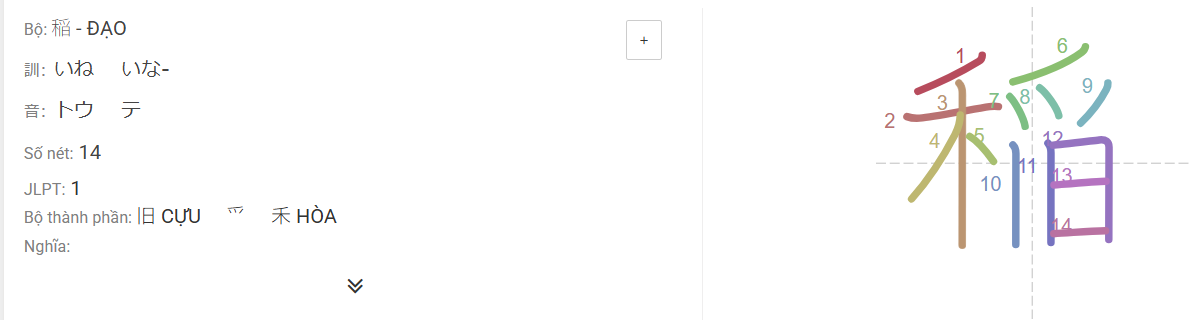 Bộ: 稲 - ĐẠO
+
訓: いね いな-
音: トウ テ
Số nét: 14
JLPT: 1
Bộ thành phần: 旧 CỰU 爫 禾 HÒA
Nghĩa:
稲
1
2
3
4
5
6
7
8
9
10
11
12
13
14